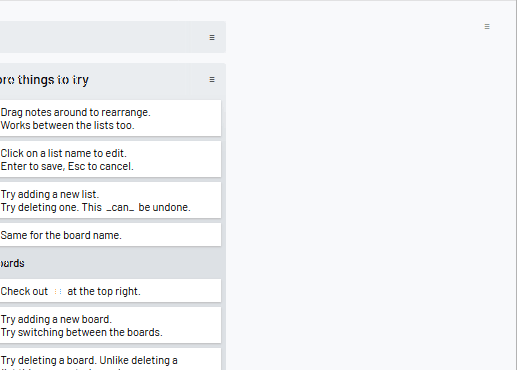 ore things to try
Drag notes around to rearrange.
Works between the lists too.
Click on a list name to edit.
Enter to save, Esc to cancel.
Try adding a new list.
Try deleting one. This _can_ be undone.
Same for the board name.
ards
Check out ∷ at the top right.
Try adding a new board.
Try switching between the boards.
Try deleting a board. Unlike deleting a